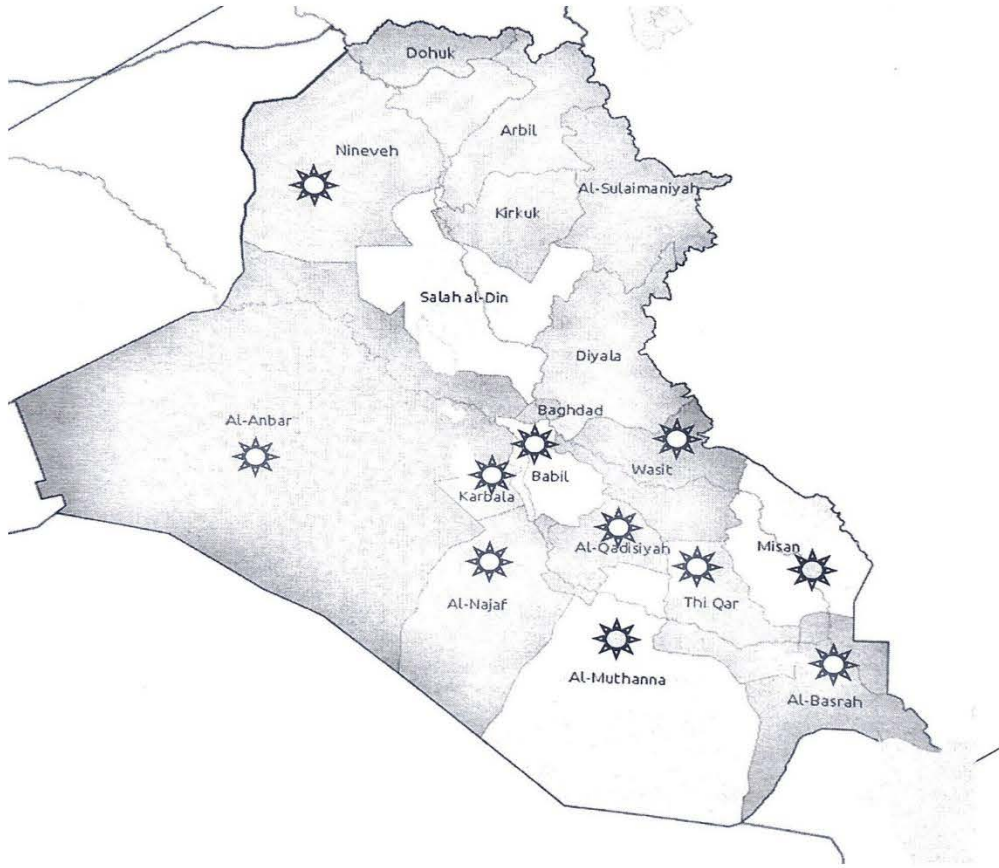 Dohuk
Arbil
Nineveh
Al-Sulaimaniyah
Kirkuk
Salah al-Din
Diyala
Baghdad
Al-Anbar
Wasit
Babil
Karbala
Al-Qadisiyah
Misan
Al-Najaf
Thi Qar
Al-Muthanna
Al-Basrah